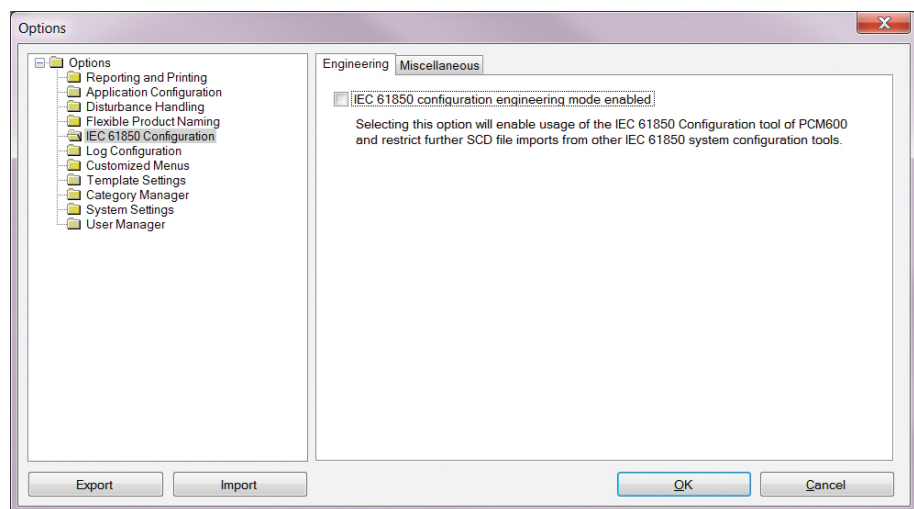 Options
X
Options
Reporting and Printing
Application Configuration
Disturbance Handling
Flexible Product Naming
IEC 61850 Configuration
Log Configuration
Customized Menus
Template Settings
Category Manager
System Settings
User Manager
Engineering
Miscellaneous
IEC 61850 configuration engineering mode enabled
Selecting this option will enable usage of the IEC 61850 Configuration tool of PCM600
and restrict further SCD file imports from other IEC 61850 system configuration tools.
Export
Import
OK
Cancel